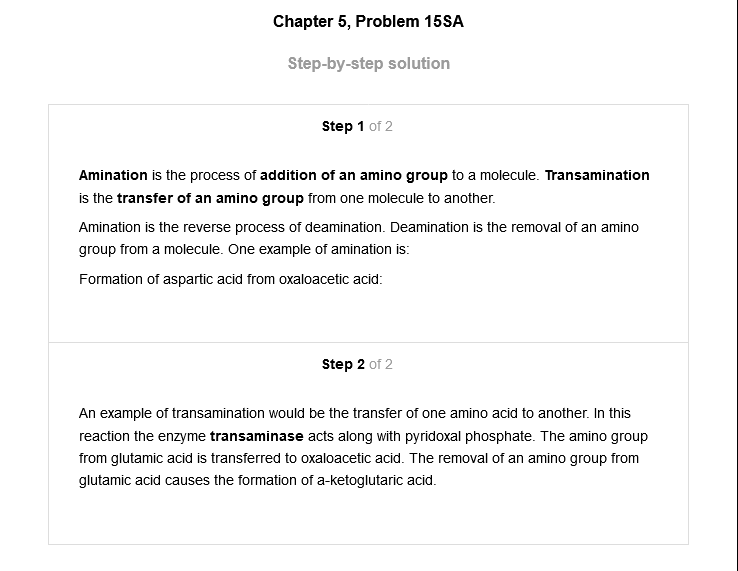 Chapter 5, Problem 15SA
Step-by-step solution
Step 1 of 2
Amination is the process of addition of an amino group to a molecule. Transamination
is the transfer of an amino group from one molecule to another.
Amination is the reverse process of deamination. Deamination is the removal of an amino
group from a molecule. One example of amination is:
Formation of aspartic acid from oxaloacetic acid:
Step 2 of 2
An example of transamination would be the transfer of one amino acid to another. In this
reaction the enzyme transaminase acts along with pyridoxal phosphate. The amino group
from glutamic acid is transferred to oxaloacetic acid. The removal of an amino group from
glutamic acid causes the formation of a-ketoglutaric acid.